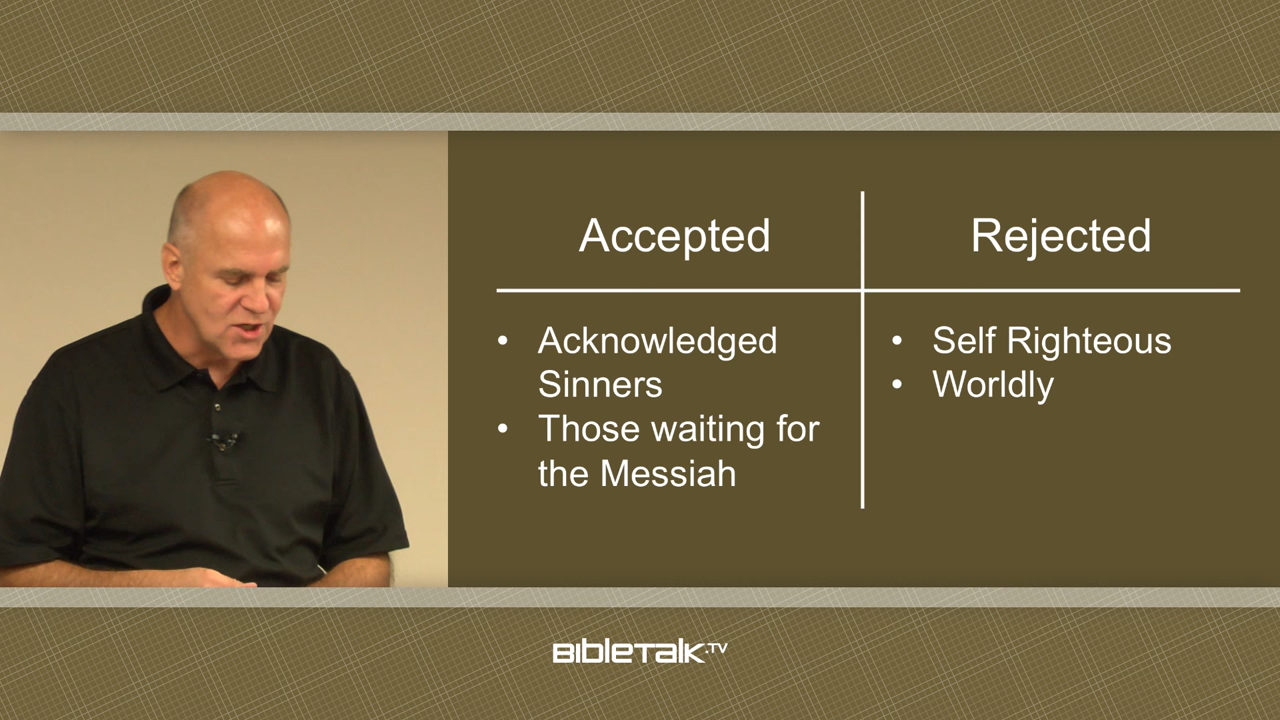 Accepted
Rejected
• Acknowledged
Sinners
• Those waiting for
the Messiah
• Self Righteous
• Worldly
BIBLETALK.TV